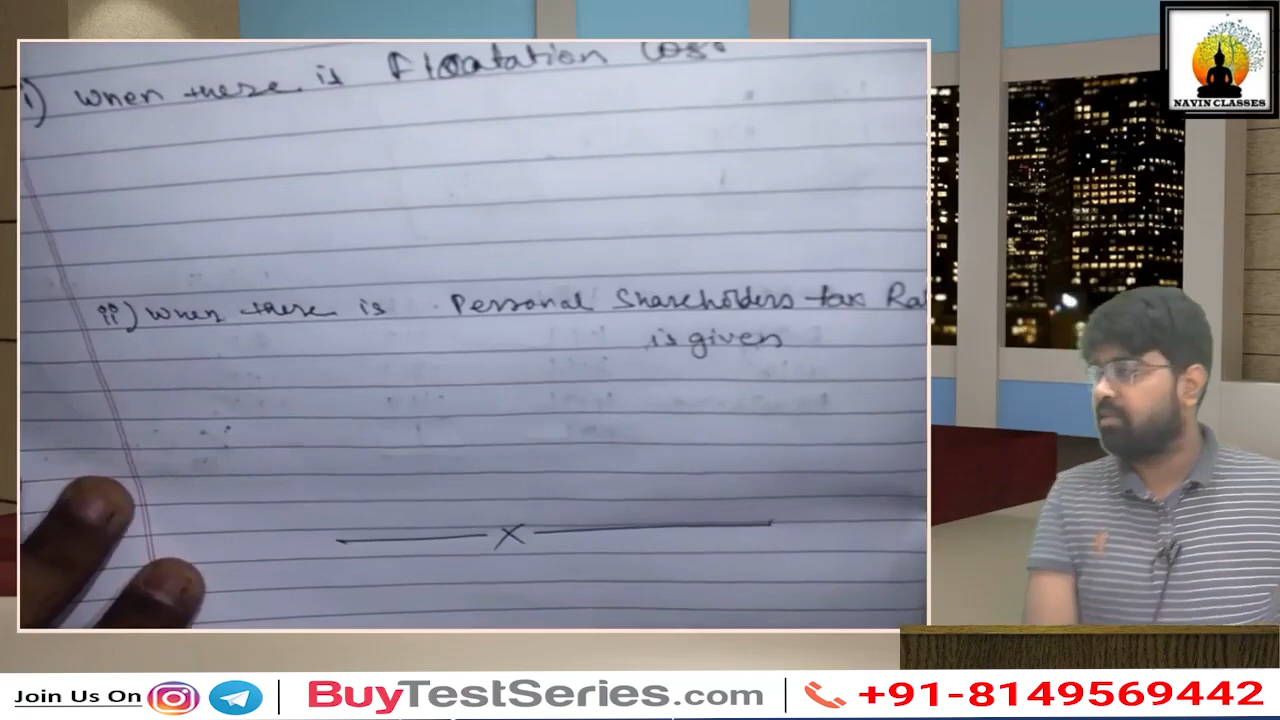 i) When there is Floatation Cost
ii) When there is Personal Shareholders tax Ra
is given
X
NAVIN CLASSES
Join Us On BuyTestSeries.com +91-8149569442